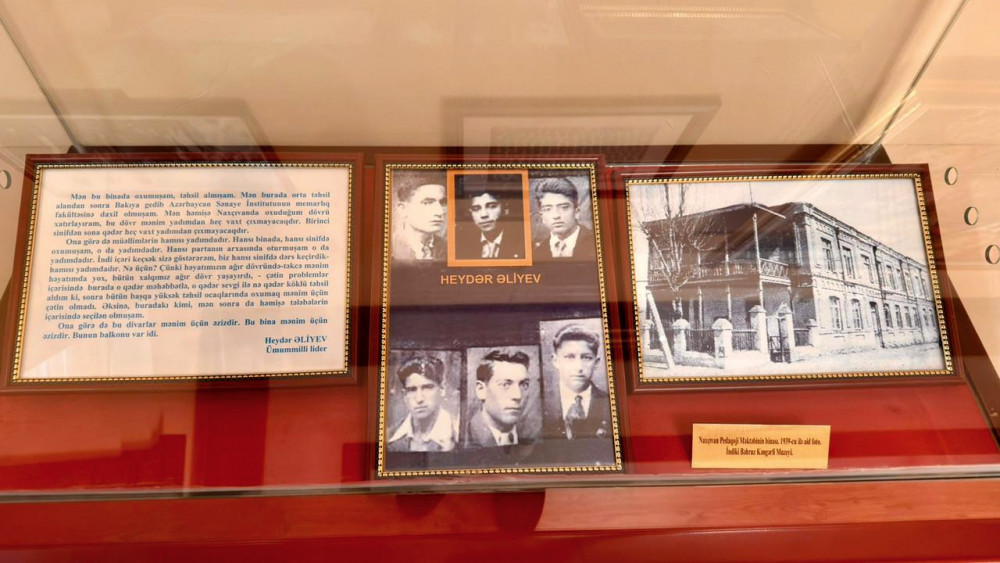 Mən bu binada oxumuşam, təhsil almışam. Mən burada orta təhsil
alandan sonra Bakıya gedib Azərbaycan Sənaye İnstitutunun memarlıq
fakültəsinə daxil olmuşam. Mən həmişə Naxçıvanda oxuduğum dövrü
xatırlayıram, bu dövr mənim yadımdan heç vaxt çıxmayacaqdır. Birinci
sinifdən sona qədər heç vaxt yadımdan çıxmayacaqdır.
Ona görə də müəllimlərin hamısı yadımdadır. Hansı binada, hansı sinifdə
oxumuşam, o da yadımdadır. Hansı partanın arxasında oturmuşam o da
yadımdadır. İndi içəri keçsək sizə göstərərəm, biz hansı sinifdə dərs keçirdik-
hamısı yadımdadır. Nə üçün? Çünki həyatımızın ağır dövründə-təkcə mənim
həyatımda yox, bütün xalqımız ağır dövr yaşayırdı, - çətin problemlər
içərisində burada o qədər məhəbbətlə, o qədər sevgi ilə nə qədər köklü təhsil
aldım ki, sonra bütün başqa yüksək təhsil ocaqlarında oxumaq mənim üçün
çətin olmadı. Əksinə, buradakı kimi, mən sonra da həmişə tələbələrin
içərisində seçilən olmuşam.
Ona görə də bu divarlar mənim üçün əzizdir. Bu bina mənim üçün
əzizdir. Bunun balkonu var idi.
Heydər ƏLİYEV
Ümummilli lider
HEYDƏR ƏLİYEV
Naxçıvan Pedaqoji Məktəbinin binası. 1939-cu ilə aid foto.
İndiki Bəhruz Kəngərli Muzeyi.